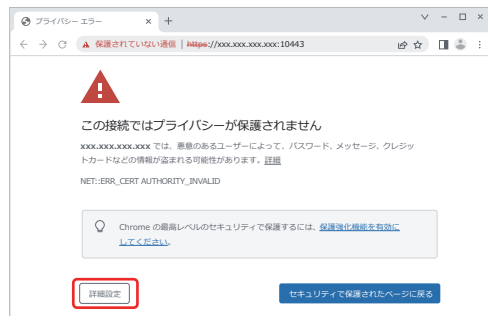 プライバシー エラー
保護されていない通信 | https://xxx.xxx.xxx.xxx:10443
この接続ではプライバシーが保護されません
xxx.xxx.xxx.xxx では、悪意のあるユーザーによって、パスワード、メッセージ、クレジッ
トカードなどの情報が盗まれる可能性があります。詳細
NET::ERR_CERT AUTHORITY_INVALID
Chrome の最高レベルのセキュリティで保護するには、保護強化機能を有効に
してください。
詳細設定
セキュリティで保護されたページに戻る